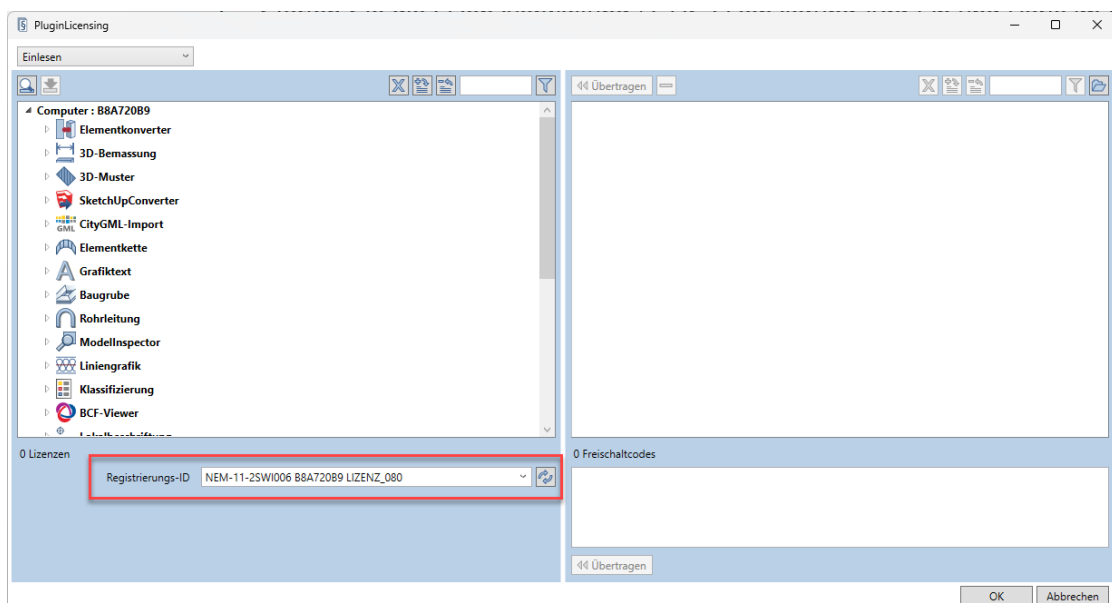 PluginLicensing
Einlesen
Computer : B8A720B9
Elementkonverter
3D-Bemassung
3D-Muster
SketchUpConverter
GML CityGML-Import
Elementkette
Grafiktext
Baugrube
Rohrleitung
ModelInspector
Liniengrafik
Klassifizierung
BCF-Viewer
0 Lizenzen
Registrierungs-ID NEM-11-2SWI006 B8A720B9 LIZENZ_080
Übertragen
0 Freischaltcodes
Übertragen
OK Abbrechen